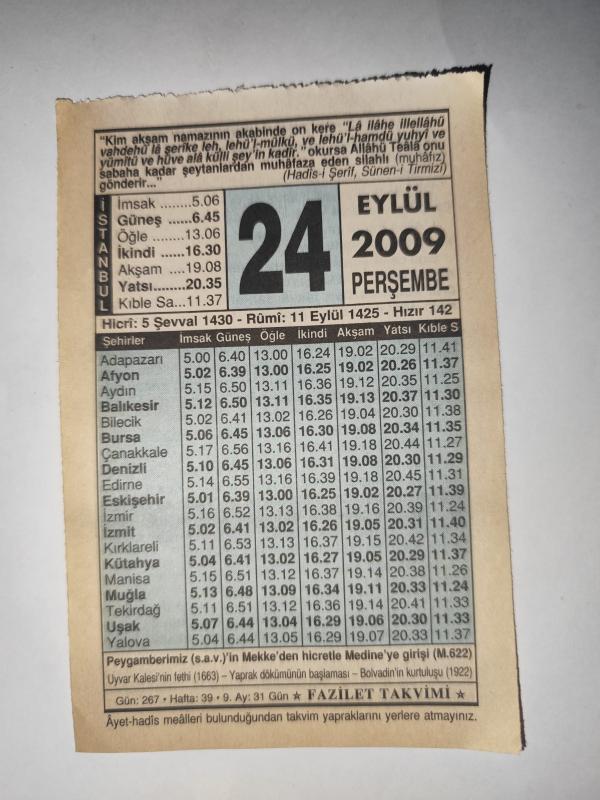 "Kim akşam namazının akabinde on kere "Lâ ilâhe illellâhü
vahdehü lâ şerike leh, lehü'l-mülkü, ve lehü'l-hamdü yuhyî ve
yümîtü ve hüve alâ külli şey'in kadîr." okursa Allâhü Teâlâ onu
sabaha kadar şeytanlardan muhâfaza eden silahlı (muhâfız)
gönderir..." (Hadîs-i Şerîf, Sünen-i Tirmizî)
İSTANBUL
İmsak ........5.06
Güneş ......6.45
Öğle .......13.06
İkindi ......16.30
Akşam ....19.08
Yatsı........20.35
Kıble Sa...11.37
24
EYLÜL
2009
PERŞEMBE
Hicrî: 5 Şevval 1430 - Rûmî: 11 Eylül 1425 - Hızır 142
Şehirler İmsak Güneş Öğle İkindi Akşam Yatsı Kıble S
Adapazarı 5.00 6.40 13.00 16.24 19.02 20.29 11.41
Afyon 5.02 6.39 13.00 16.25 19.02 20.26 11.37
Aydın 5.15 6.50 13.11 16.36 19.12 20.35 11.25
Balıkesir 5.12 6.50 13.11 16.35 19.13 20.37 11.30
Bilecik 5.02 6.41 13.02 16.26 19.04 20.30 11.38
Bursa 5.06 6.45 13.06 16.30 19.08 20.34 11.35
Çanakkale 5.17 6.56 13.16 16.41 19.18 20.44 11.27
Denizli 5.10 6.45 13.06 16.31 19.08 20.30 11.29
Edirne 5.14 6.55 13.16 16.39 19.18 20.45 11.31
Eskişehir 5.01 6.39 13.00 16.25 19.02 20.27 11.39
İzmir 5.16 6.52 13.13 16.38 19.16 20.39 11.24
İzmit 5.02 6.41 13.02 16.26 19.05 20.31 11.40
Kırklareli 5.11 6.53 13.13 16.37 19.15 20.42 11.34
Kütahya 5.04 6.41 13.02 16.27 19.05 20.29 11.37
Manisa 5.15 6.51 13.12 16.37 19.14 20.38 11.26
Muğla 5.13 6.48 13.09 16.34 19.11 20.33 11.24
Tekirdağ 5.11 6.51 13.12 16.36 19.14 20.41 11.33
Uşak 5.07 6.44 13.04 16.29 19.06 20.30 11.33
Yalova 5.04 6.44 13.05 16.29 19.07 20.33 11.37
Peygamberimiz (s.a.v.)'in Mekke'den hicretle Medine'ye girişi (M.622)
Uyvar Kalesi'nin fethi (1663) – Yaprak dökümünün başlaması – Bolvadin'in kurtuluşu (1922)
Gün: 267 • Hafta: 39 • 9. Ay: 31 Gün ★ FAZİLET TAKVİMİ ★
Âyet-hadîs meâlleri bulunduğundan takvim yapraklarını yerlere atmayınız.